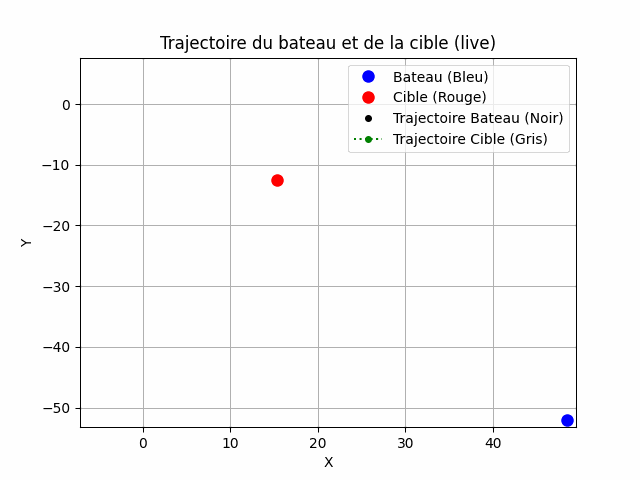 Trajectoire du bateau et de la cible (live)
Bateau (Bleu)
Cible (Rouge)
Trajectoire Bateau (Noir)
Trajectoire Cible (Gris)
0
−10
−20
−30
−40
−50
Y
0 10 20 30 40
X